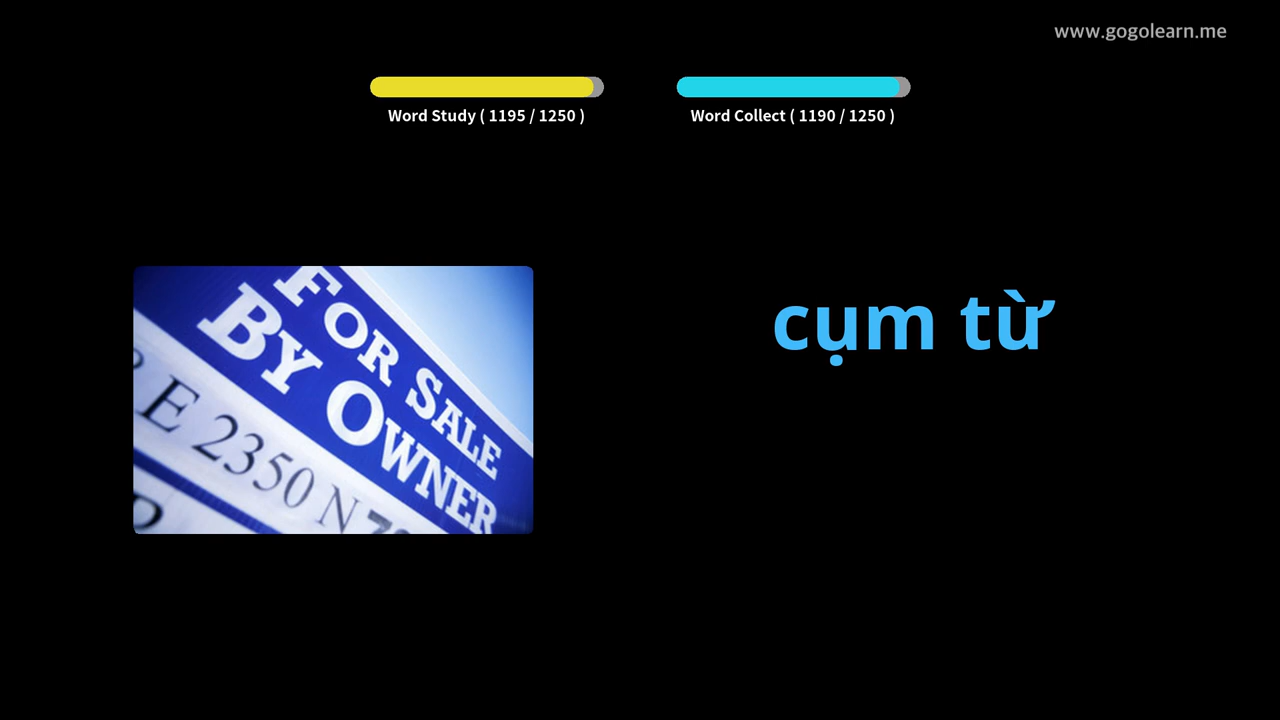 www.gogolearn.me
Word Study ( 1195 / 1250 )
Word Collect ( 1190 / 1250 )
FOR SALE
BY OWNER
E 2350 N
cụm từ